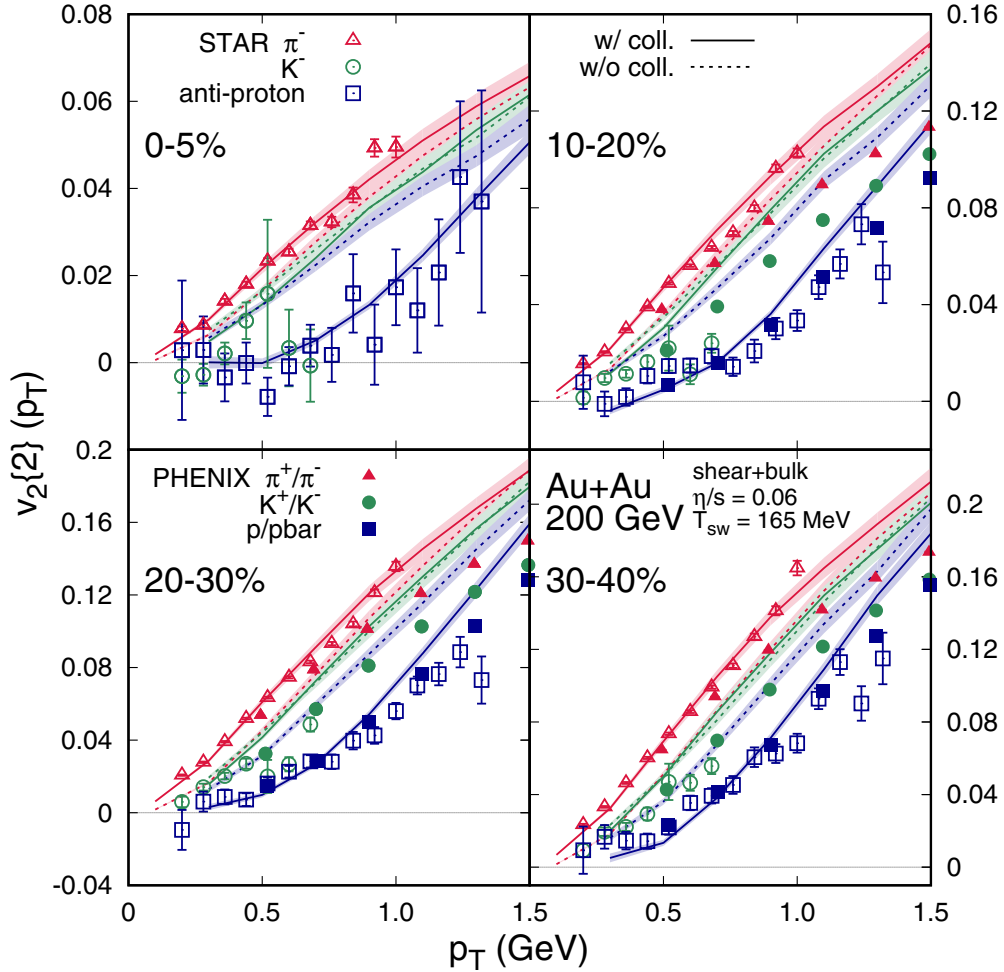 0.08
0.06
0.04
0.02
0
STAR π⁻
K⁻
anti-proton
0-5%
w/ coll.
w/o coll.
10-20%
0.16
0.12
0.08
0.04
0
v₂{2} (p_T)
0.2
0.16
0.12
0.08
0.04
0
-0.04
PHENIX π⁺/π⁻
K⁺/K⁻
p/pbar
20-30%
Au+Au
200 GeV
shear+bulk
η/s = 0.06
T_sw = 165 MeV
30-40%
0.2
0.16
0.12
0.08
0.04
0
0 0.5 1.0 1.5
0.5 1.0 1.5
p_T (GeV)